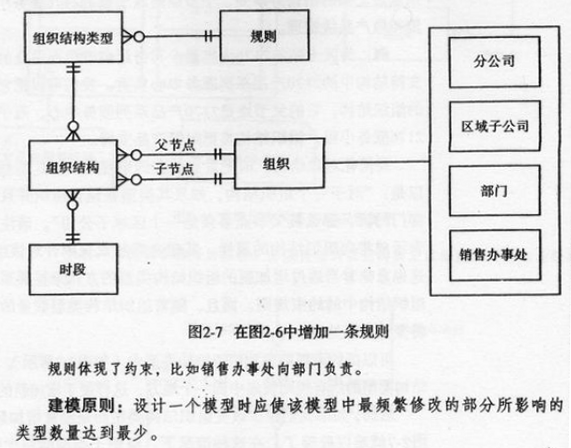 组织结构类型
规则
组织结构
父节点
子节点
组织
时段
分公司
区域子公司
部门
销售办事处
图2-7 在图2-6中增加一条规则
规则体现了约束，比如销售办事处向部门负责。
建模原则：设计一个模型时应使该模型中最频繁修改的部分所影响的
类型数量达到最少